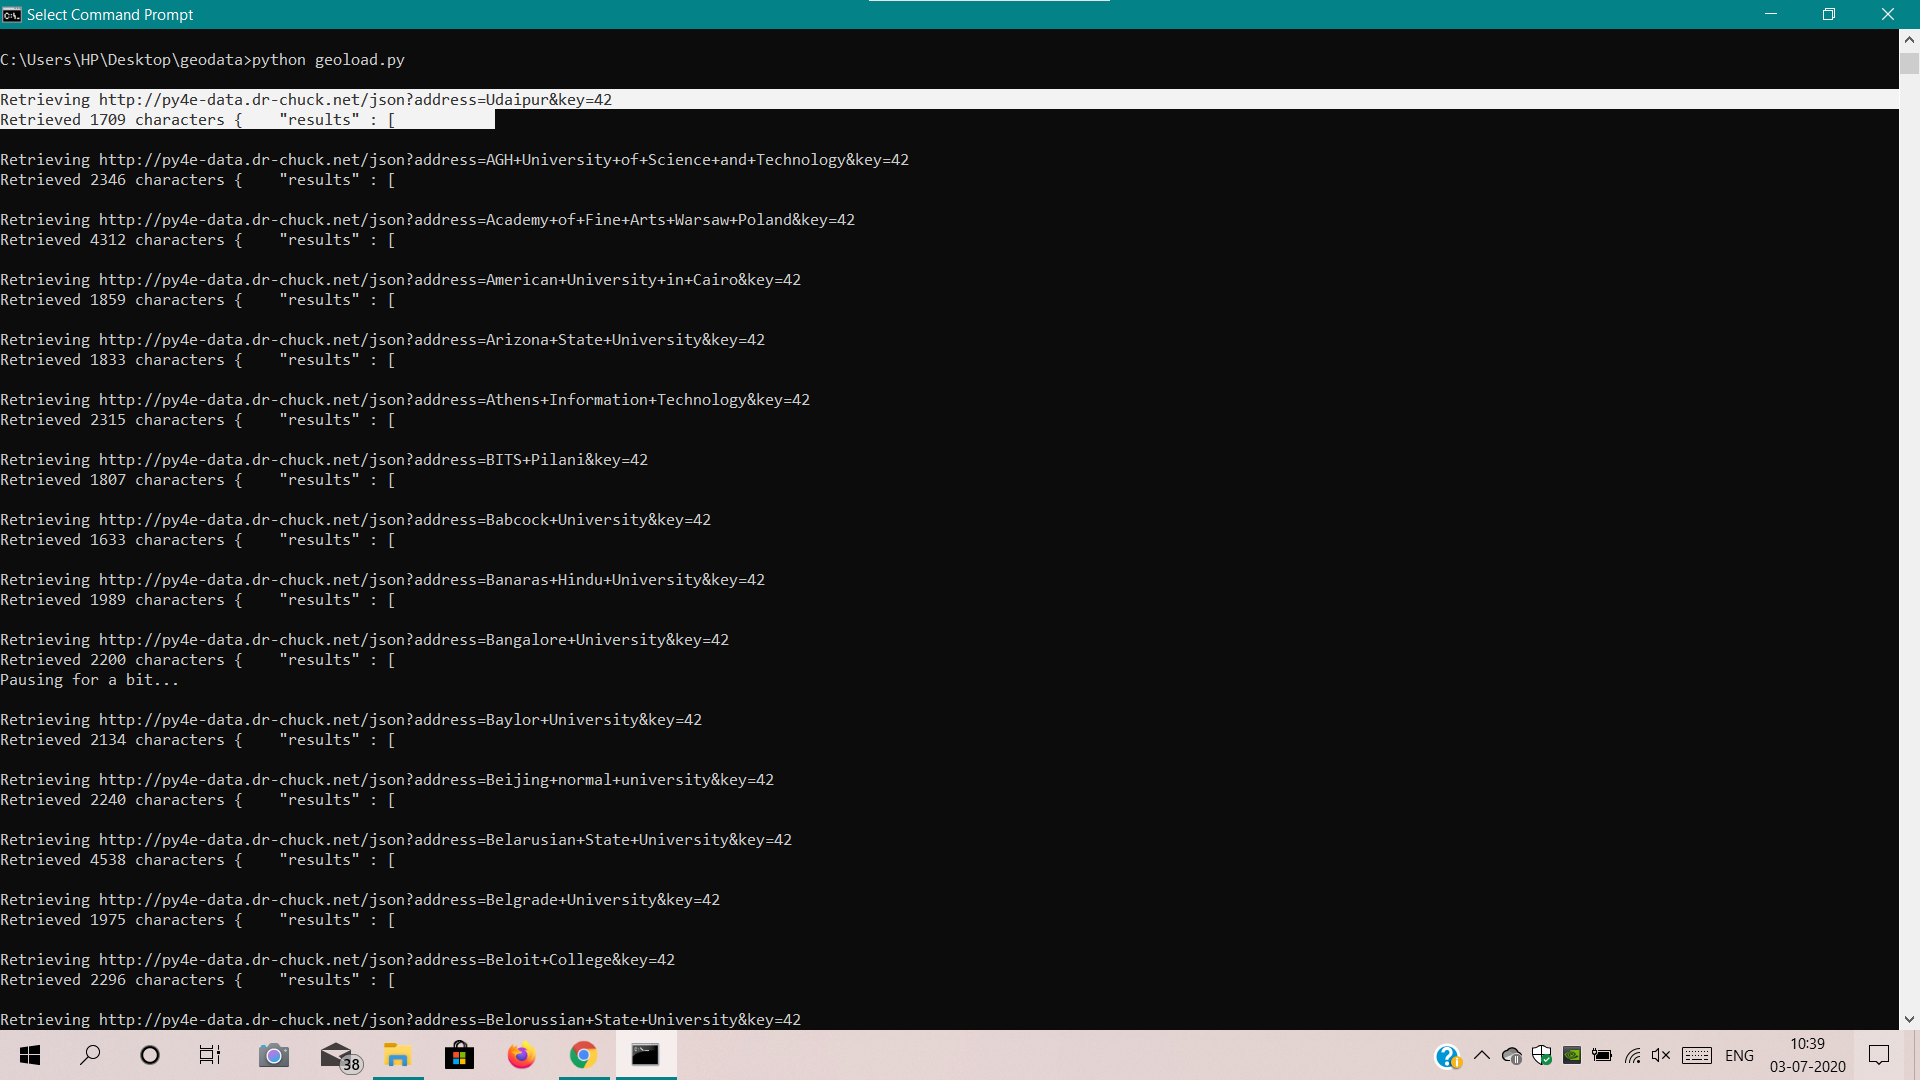 Select Command Prompt
C:\Users\HP\Desktop\geodata>python geoload.py
Retrieving http://py4e-data.dr-chuck.net/json?address=Udaipur&key=42
Retrieved 1709 characters {    "results" : [
Retrieving http://py4e-data.dr-chuck.net/json?address=AGH+University+of+Science+and+Technology&key=42
Retrieved 2346 characters {    "results" : [
Retrieving http://py4e-data.dr-chuck.net/json?address=Academy+of+Fine+Arts+Warsaw+Poland&key=42
Retrieved 4312 characters {    "results" : [
Retrieving http://py4e-data.dr-chuck.net/json?address=American+University+in+Cairo&key=42
Retrieved 1859 characters {    "results" : [
Retrieving http://py4e-data.dr-chuck.net/json?address=Arizona+State+University&key=42
Retrieved 1833 characters {    "results" : [
Retrieving http://py4e-data.dr-chuck.net/json?address=Athens+Information+Technology&key=42
Retrieved 2315 characters {    "results" : [
Retrieving http://py4e-data.dr-chuck.net/json?address=BITS+Pilani&key=42
Retrieved 1807 characters {    "results" : [
Retrieving http://py4e-data.dr-chuck.net/json?address=Babcock+University&key=42
Retrieved 1633 characters {    "results" : [
Retrieving http://py4e-data.dr-chuck.net/json?address=Banaras+Hindu+University&key=42
Retrieved 1989 characters {    "results" : [
Retrieving http://py4e-data.dr-chuck.net/json?address=Bangalore+University&key=42
Retrieved 2200 characters {    "results" : [
Pausing for a bit...
Retrieving http://py4e-data.dr-chuck.net/json?address=Baylor+University&key=42
Retrieved 2134 characters {    "results" : [
Retrieving http://py4e-data.dr-chuck.net/json?address=Beijing+normal+university&key=42
Retrieved 2240 characters {    "results" : [
Retrieving http://py4e-data.dr-chuck.net/json?address=Belarusian+State+University&key=42
Retrieved 4538 characters {    "results" : [
Retrieving http://py4e-data.dr-chuck.net/json?address=Belgrade+University&key=42
Retrieved 1975 characters {    "results" : [
Retrieving http://py4e-data.dr-chuck.net/json?address=Beloit+College&key=42
Retrieved 2296 characters {    "results" : [
Retrieving http://py4e-data.dr-chuck.net/json?address=Belorussian+State+University&key=42
38
ENG
10:39
03-07-2020